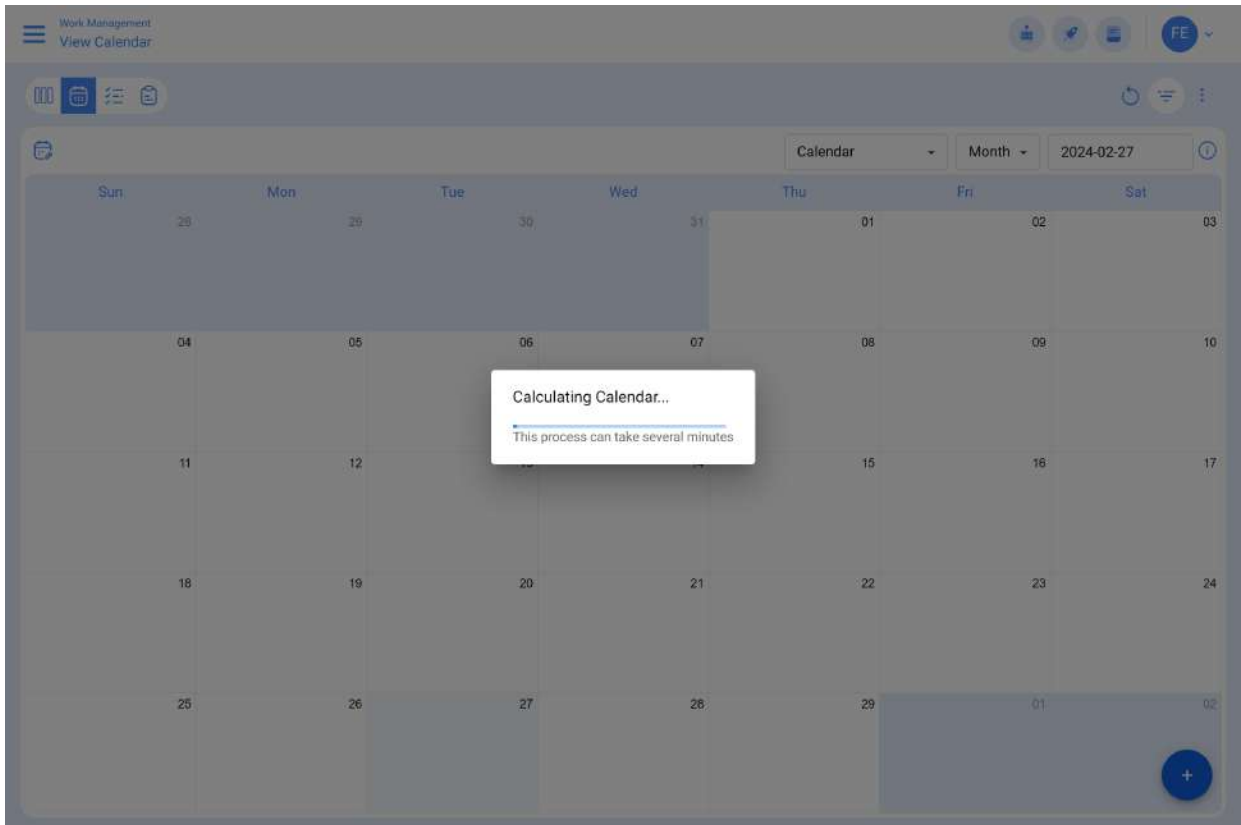 Work Management
View Calendar
FE
Calendar
Month
2024-02-27
Sun Mon Tue Wed Thu Fri Sat
28 29 30 31 01 02 03
04 05 06 07 08 09 10
Calculating Calendar...
This process can take several minutes
11 12 15 16 17
18 19 20 21 22 23 24
25 26 27 28 29 01 02
+